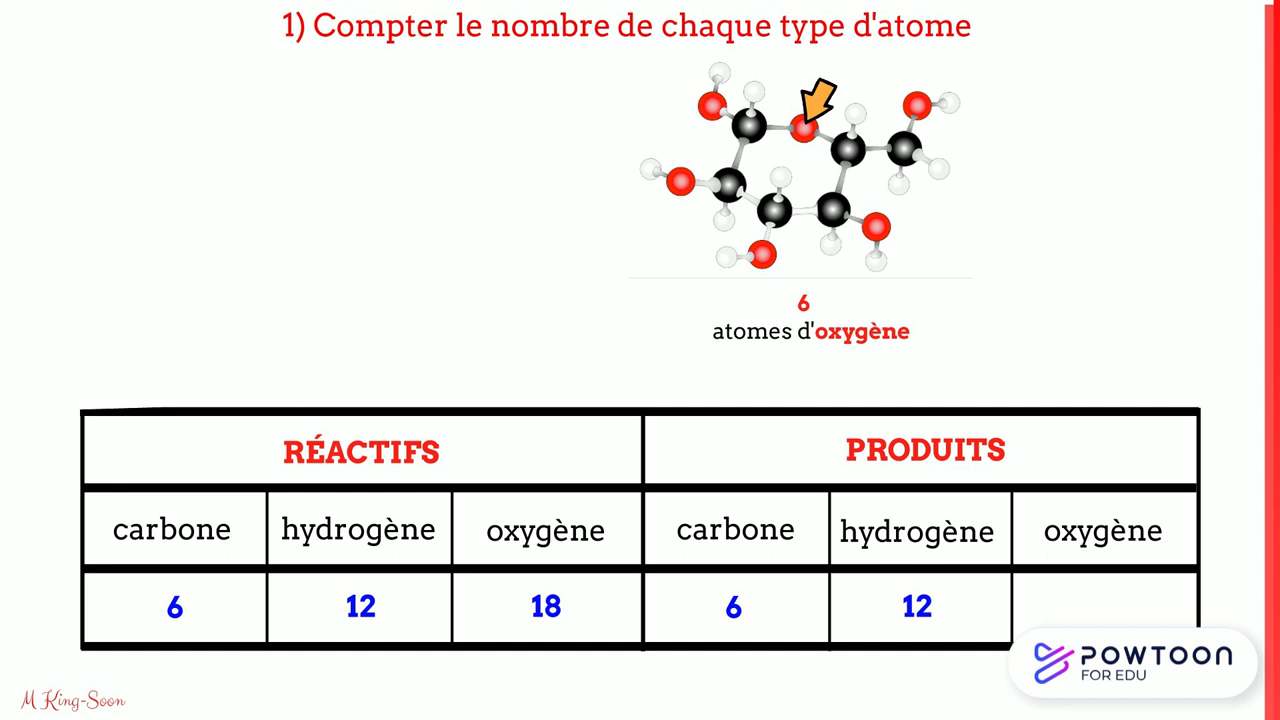 1) Compter le nombre de chaque type d'atome
6
atomes d'oxygène
RÉACTIFS PRODUITS
carbone hydrogène oxygène carbone hydrogène oxygène
6 12 18 6 12
POWTOON
FOR EDU
M King-Soon